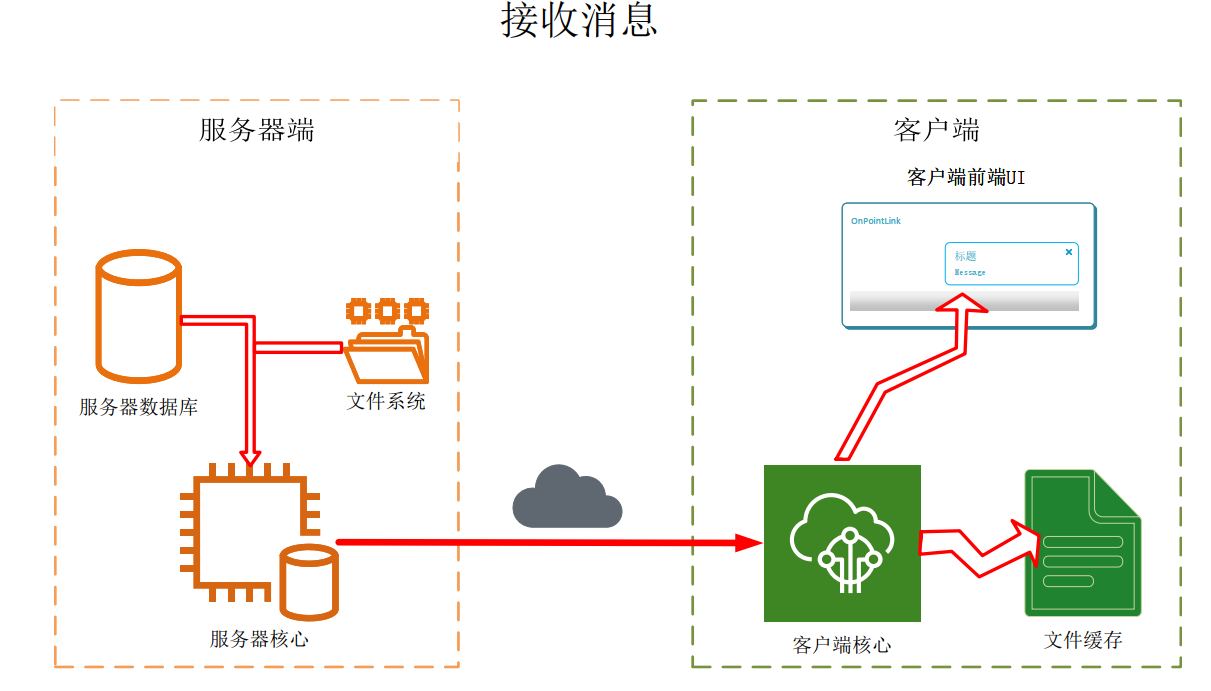 接收消息
服务器端
客户端
客户端前端UI
OnPointLink
标题
Message
服务器数据库
文件系统
服务器核心
客户端核心
文件缓存